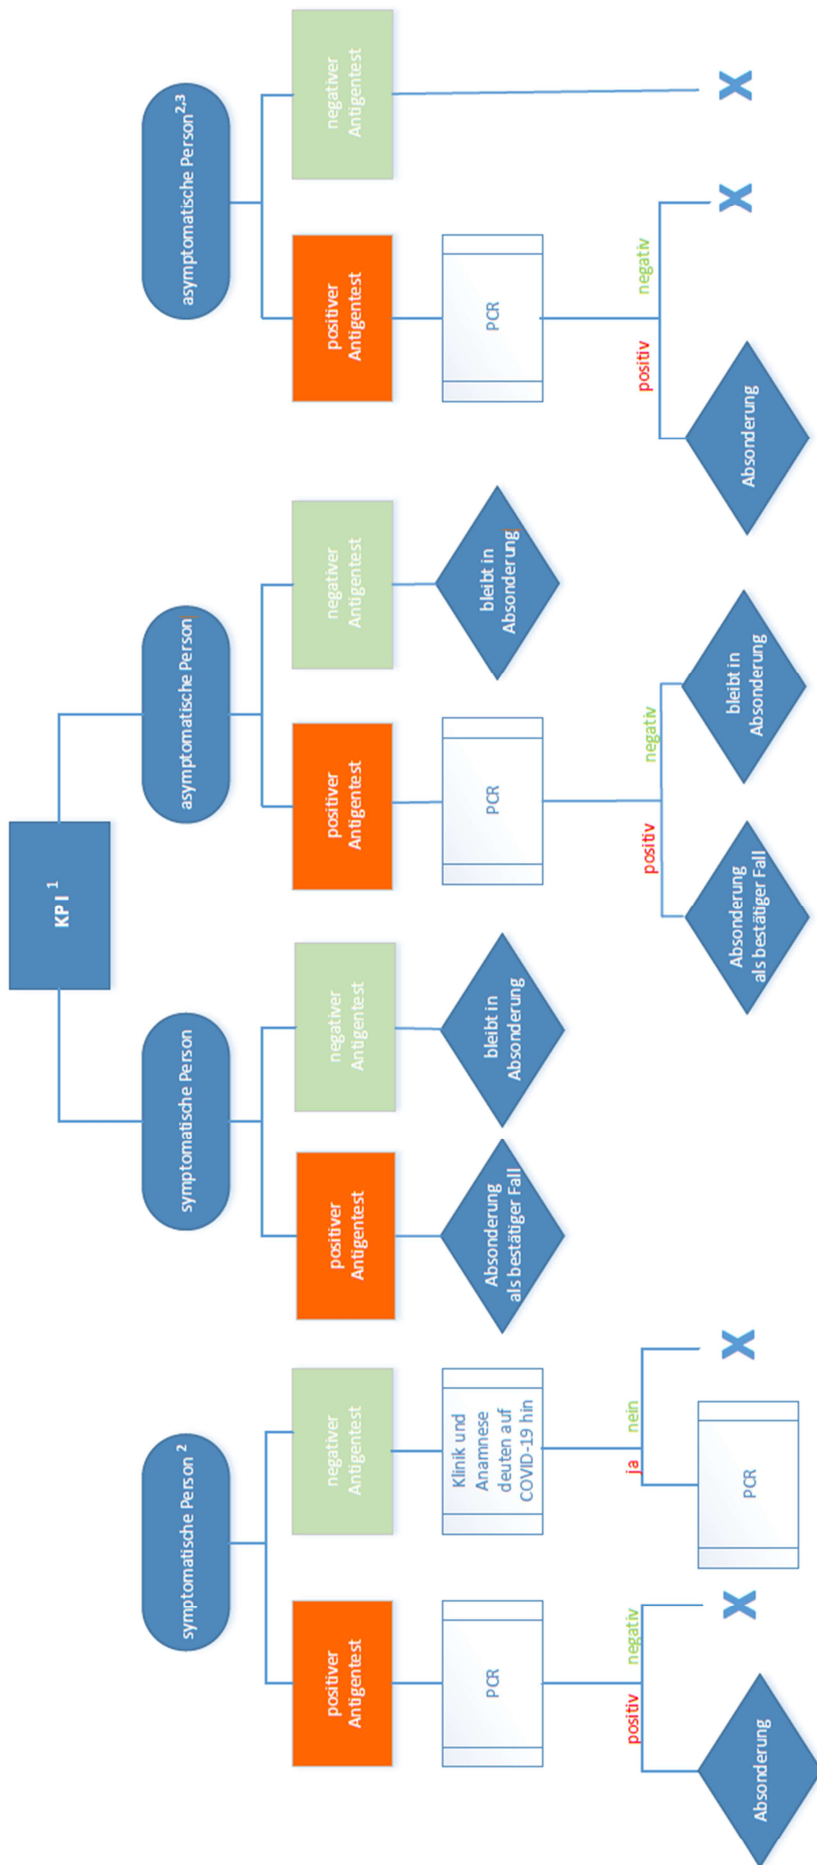 KPI 1
symptomatische Person 2
symptomatische Person
asymptomatische Person
asymptomatische Person 2,3
positiver
Antigentest
negativer
Antigentest
positiver
Antigentest
negativer
Antigentest
positiver
Antigentest
negativer
Antigentest
positiver
Antigentest
negativer
Antigentest
PCR
Klinik und
Anamnese
deuten auf
COVID-19 hin
Absonderung
als bestätiger Fall
bleibt in
Absonderung
PCR
bleibt in
Absonderung
PCR
positiv
negativ
ja
nein
positiv
negativ
positiv
negativ
Absonderung
X
PCR
X
Absonderung
als bestätiger Fall
bleibt in
Absonderung
Absonderung
X
X